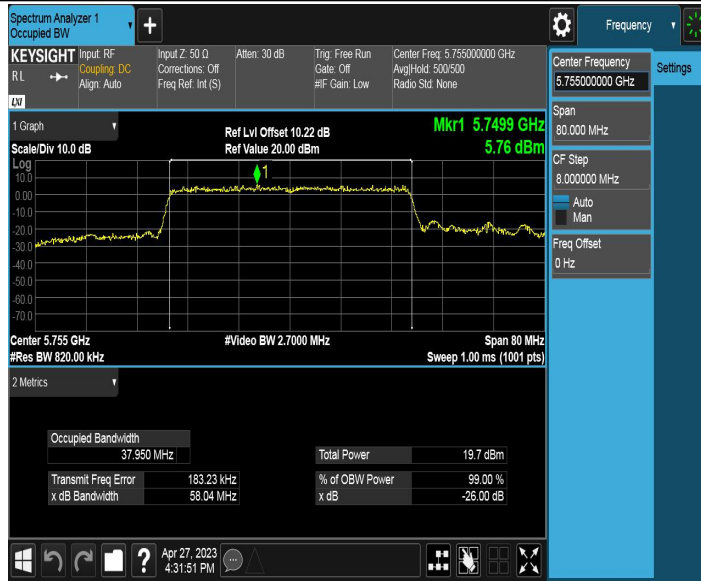 Spectrum Analyzer 1
Occupied BW
+
Frequency
KEYSIGHT
RL
LXI
Input: RF
Coupling: DC
Align: Auto
Input Z: 50 Ω
Corrections: Off
Freq Ref: Int (S)
Atten: 30 dB
Trig: Free Run
Gate: Off
#IF Gain: Low
Center Freq: 5.755000000 GHz
Avg|Hold: 500/500
Radio Std: None
Center Frequency
5.755000000 GHz
Settings
Span
80.000 MHz
CF Step
8.000000 MHz
Auto
Man
Freq Offset
0 Hz
1 Graph
Scale/Div 10.0 dB
Ref Lvl Offset 10.22 dB
Ref Value 20.00 dBm
Mkr1 5.7499 GHz
5.76 dBm
Log
10.0
0.00
-10.0
-20.0
-30.0
-40.0
-50.0
-60.0
-70.0
1
Center 5.755 GHz
#Res BW 820.00 kHz
#Video BW 2.7000 MHz
Span 80 MHz
Sweep 1.00 ms (1001 pts)
2 Metrics
Occupied Bandwidth
37.950 MHz
Total Power 19.7 dBm
Transmit Freq Error 183.23 kHz
% of OBW Power 99.00 %
x dB Bandwidth 58.04 MHz
x dB -26.00 dB
?
Apr 27, 2023
4:31:51 PM